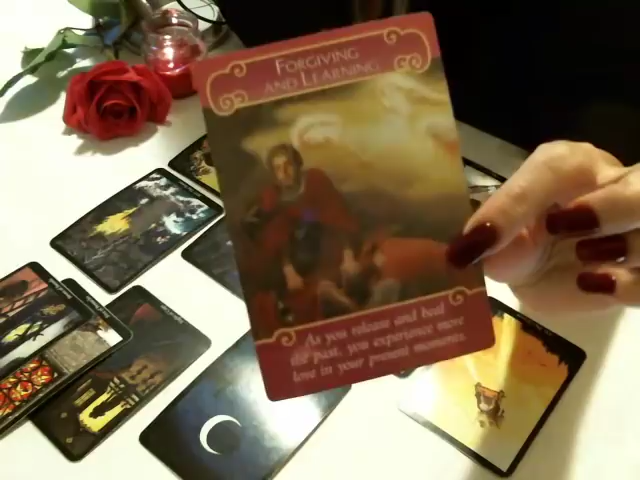 FORGIVING
AND LEARNING
As you release and heal
the past, you experience more
love in your present moments.